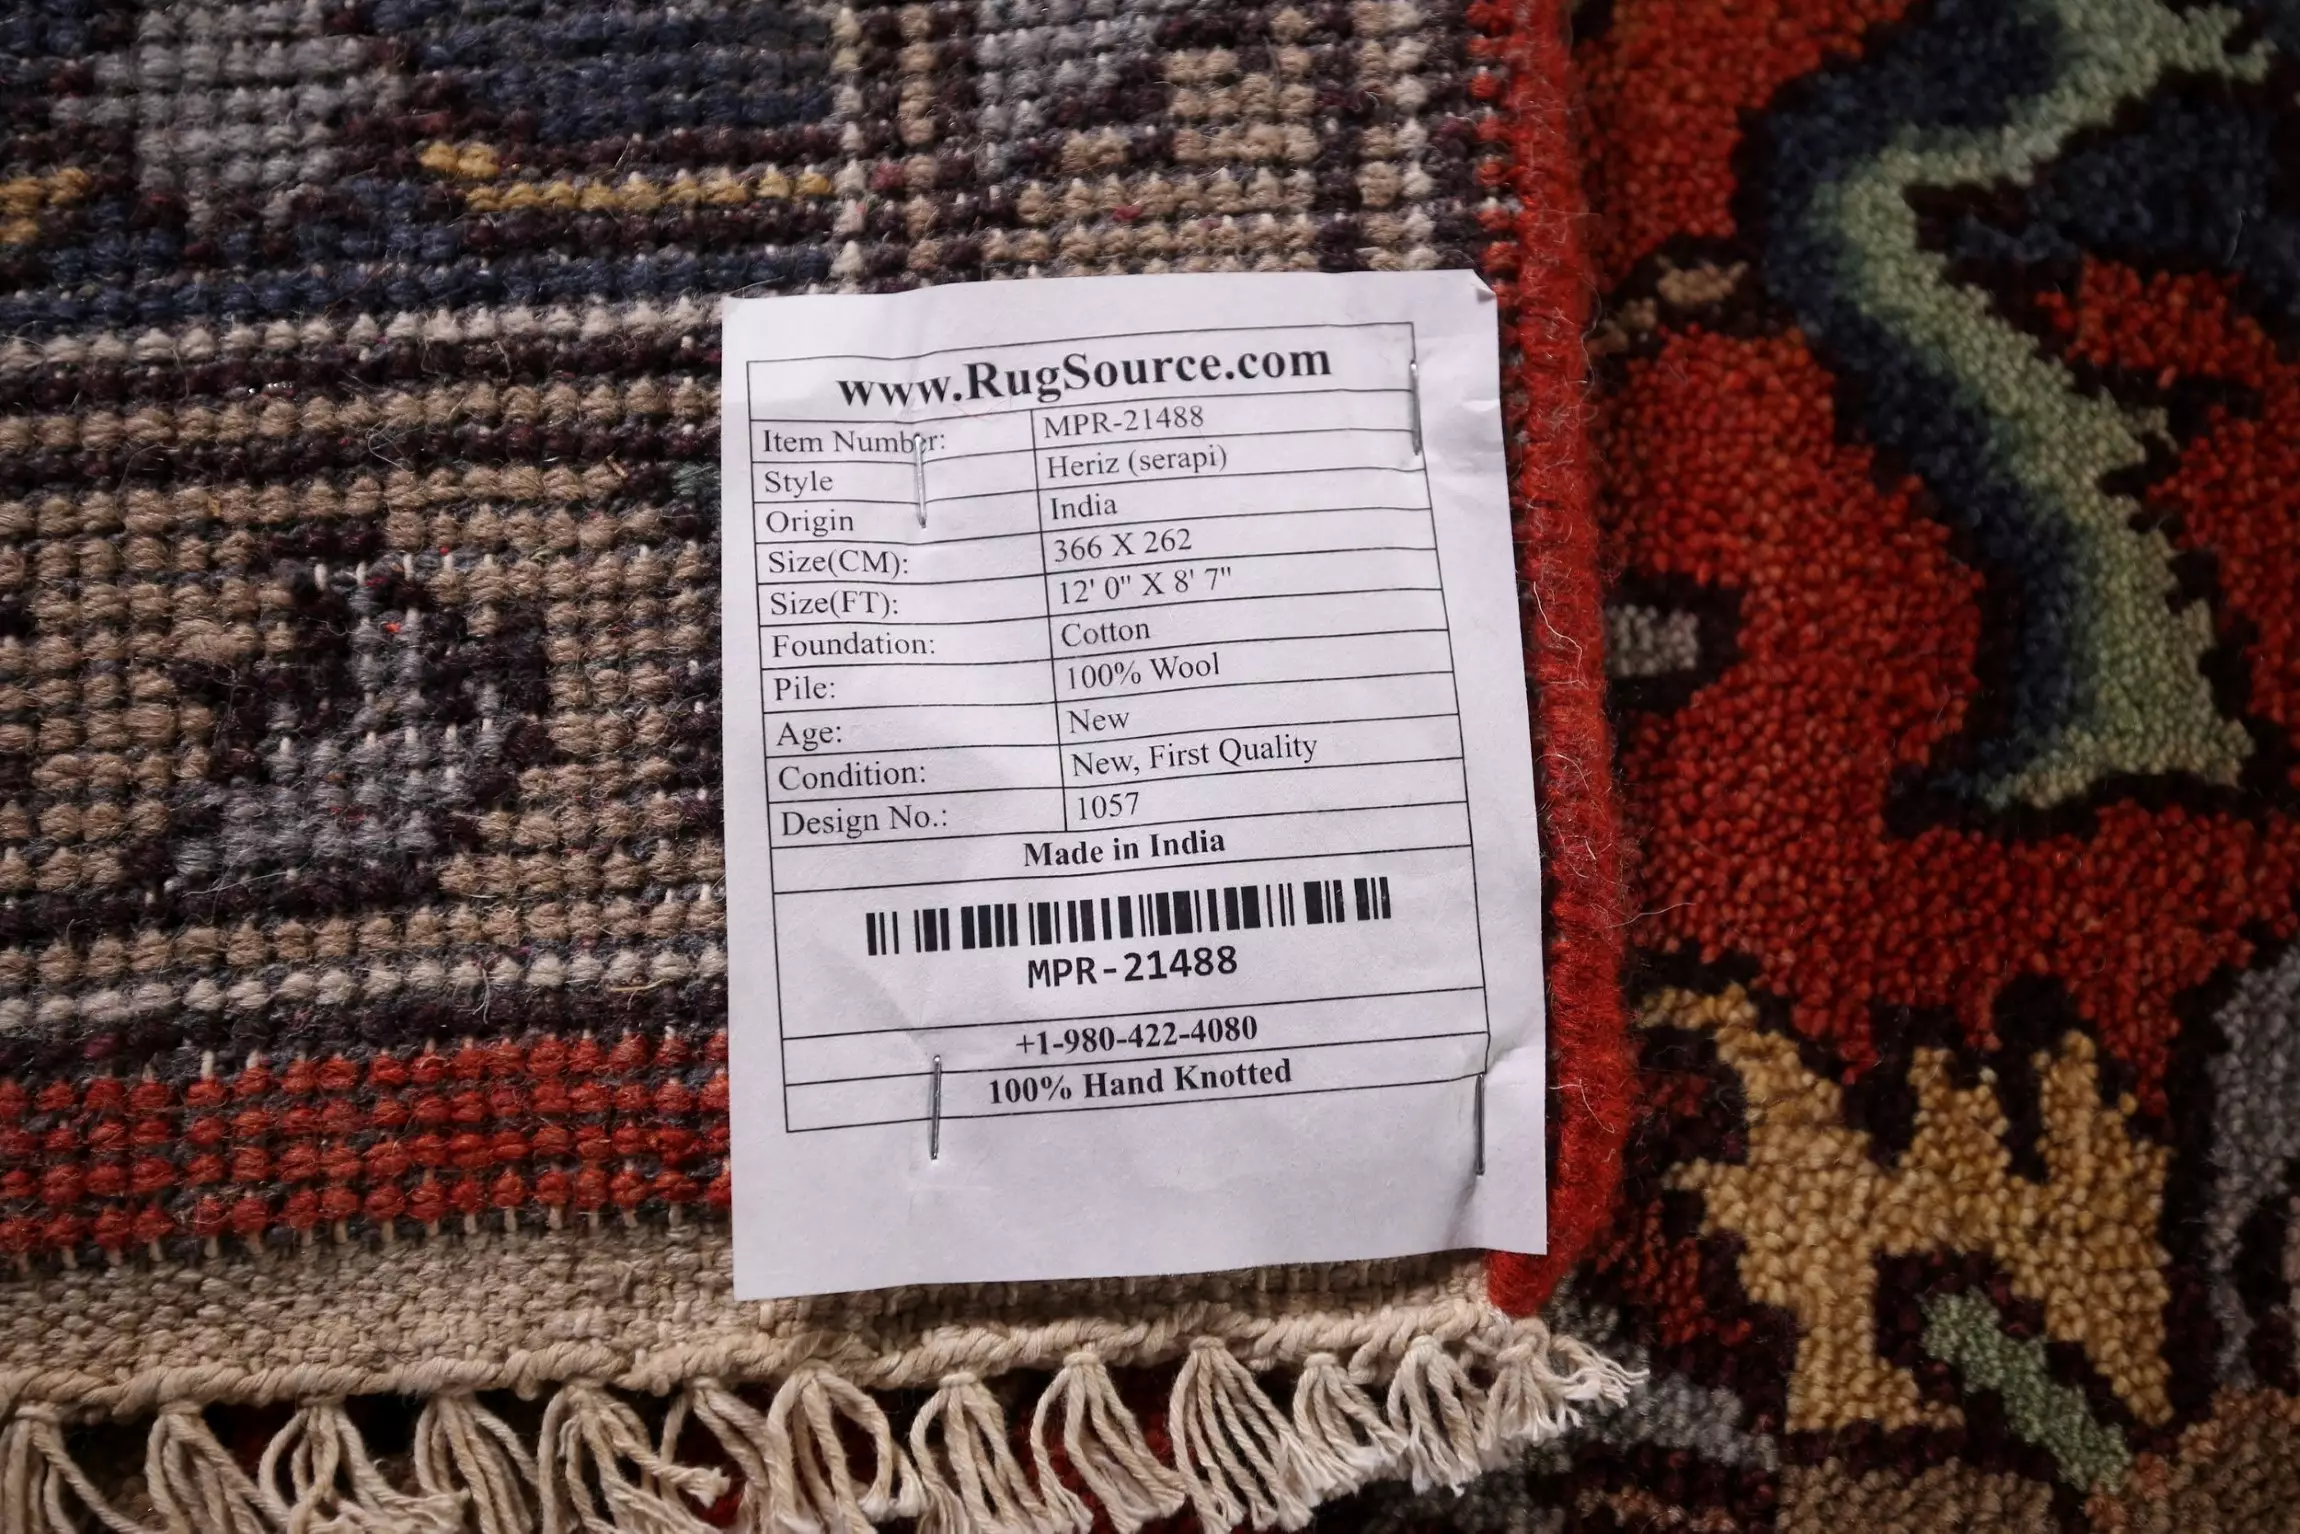 www.RugSource.com
Item Number: MPR-21488
Style Heriz (serapi)
Origin India
Size(CM): 366 X 262
Size(FT): 12' 0" X 8' 7"
Foundation: Cotton
Pile: 100% Wool
Age: New
Condition: New, First Quality
Design No.: 1057
Made in India
MPR-21488
+1-980-422-4080
100% Hand Knotted